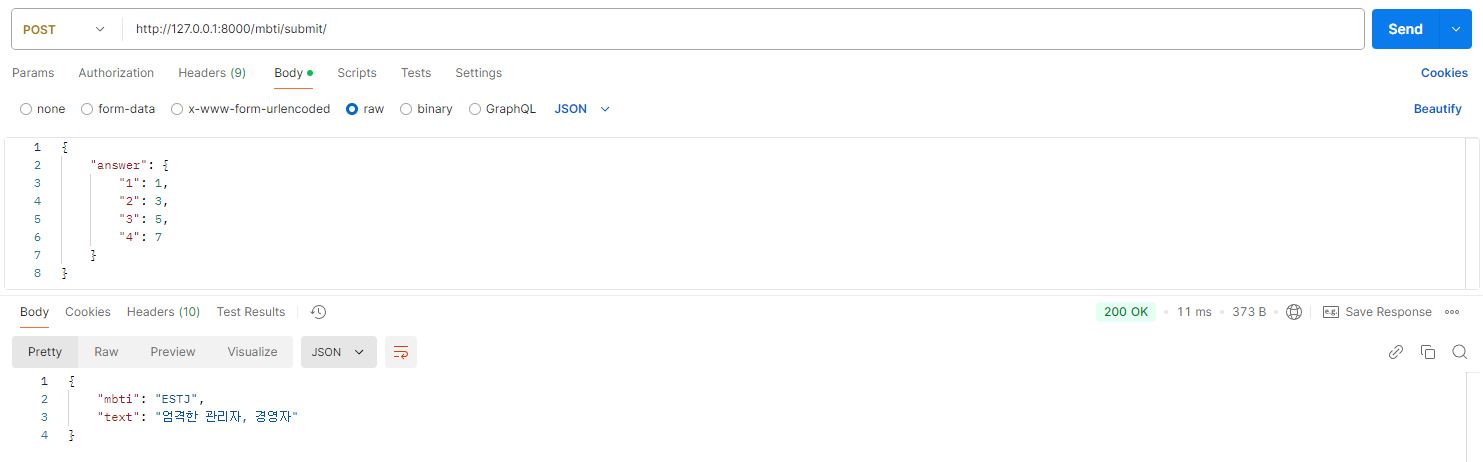 POST http://127.0.0.1:8000/mbti/submit/ Send
Params Authorization Headers (9) Body Scripts Tests Settings Cookies
none form-data x-www-form-urlencoded raw binary GraphQL JSON Beautify
1 {
2 "answer": {
3 "1": 1,
4 "2": 3,
5 "3": 5,
6 "4": 7
7 }
8 }
Body Cookies Headers (10) Test Results 200 OK 11 ms 373 B e.g. Save Response
Pretty Raw Preview Visualize JSON
1 {
2 "mbti": "ESTJ",
3 "text": "엄격한 관리자, 경영자"
4 }